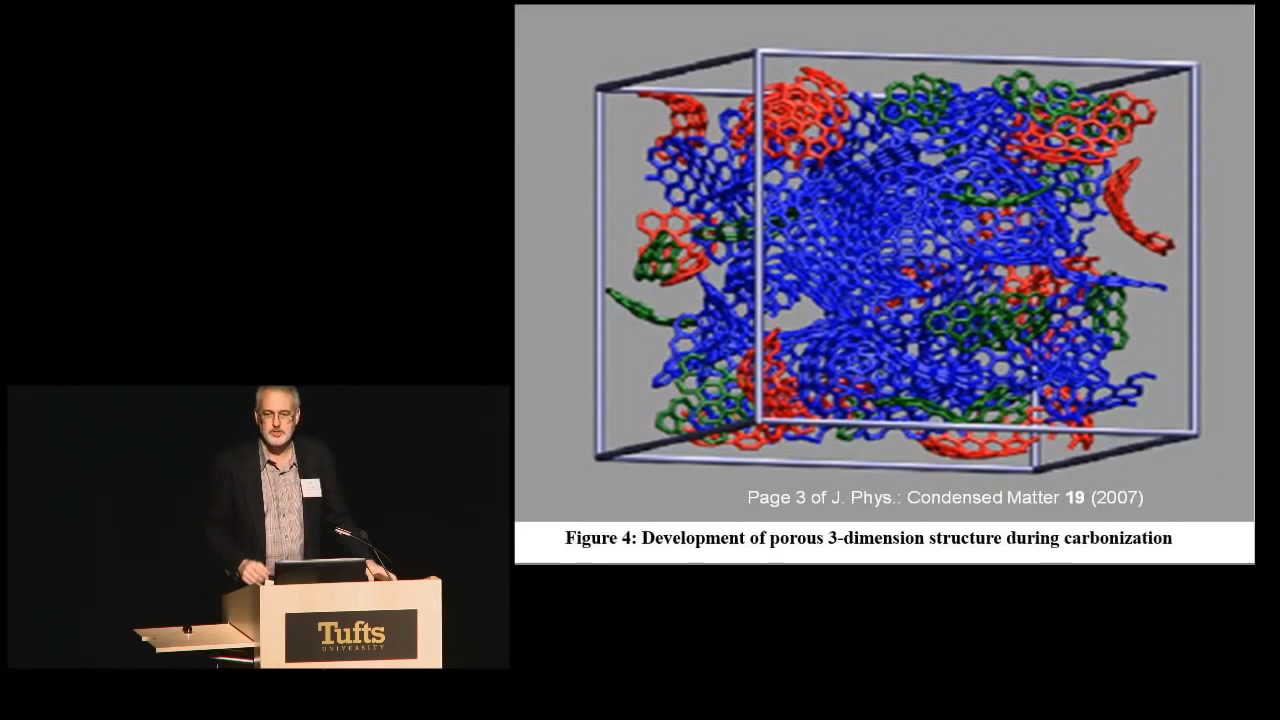 Page 3 of J. Phys.: Condensed Matter 19 (2007)
Figure 4: Development of porous 3-dimension structure during carbonization
Tufts
UNIVERSITY